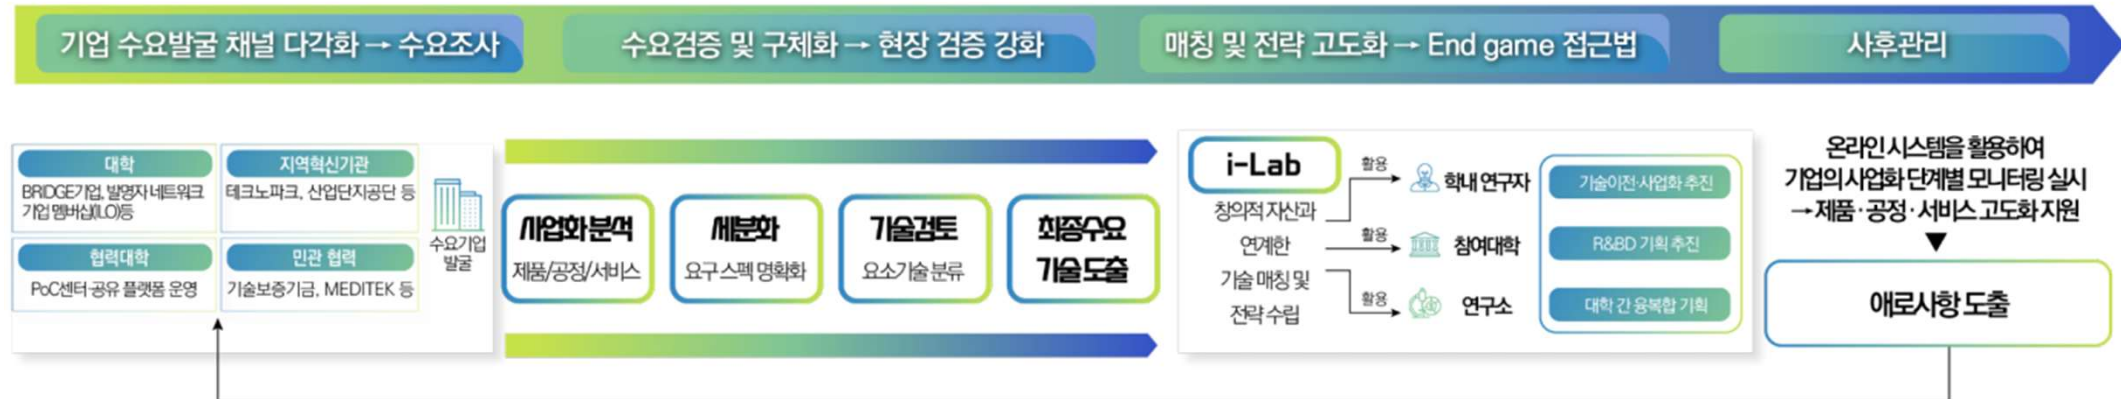 기업 수요발굴 채널 다각화 → 수요조사
수요검증 및 구체화 → 현장 검증 강화
매칭 및 전략 고도화 → End game 접근법
사후관리
대학
BRIDGE기업, 발명자 네트워크
기업 멤버십(ILO)등
지역혁신기관
테크노파크, 산업단지공단 등
협력대학
PoC센터·공유 플랫폼 운영
민관 협력
기술보증기금, MEDITEK 등
수요기업
발굴
사업화 분석
제품/공정/서비스
세분화
요구 스펙 명확화
기술검토
요소기술 분류
최종수요
기술 도출
i-Lab
창의적 자산과
연계한
기술 매칭 및
전략 수립
활용
학내 연구자
활용
참여대학
활용
연구소
기술이전·사업화 추진
R&BD 기획 추진
대학 간 융복합 기획
온라인 시스템을 활용하여
기업의 사업화 단계별 모니터링 실시
→ 제품·공정·서비스 고도화 지원
▼
애로사항 도출